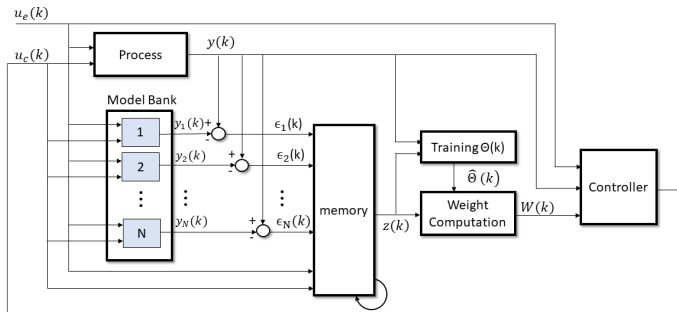 u_e(k)
u_c(k)
Process
y(k)
Model Bank
1
y_1(k)
+
-
ϵ_1(k)
2
y_2(k)
+
-
ϵ_2(k)
⋮
⋮
⋮
N
y_N(k)
+
-
ϵ_N(k)
memory
z(k)
Training Θ(k)
Θ̂(k)
Weight
Computation
W(k)
Controller